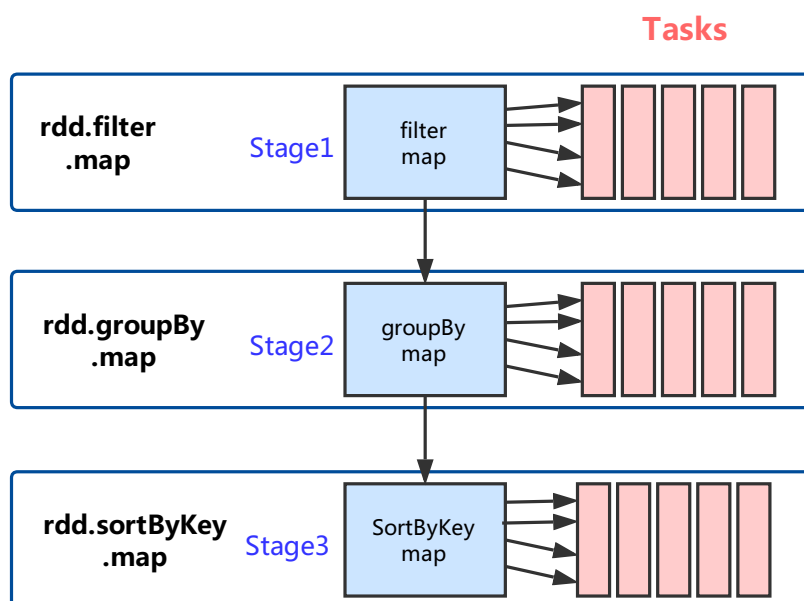 Tasks
rdd.filter
.map
Stage1
filter
map
rdd.groupBy
.map
Stage2
groupBy
map
rdd.sortByKey
.map
Stage3
SortByKey
map